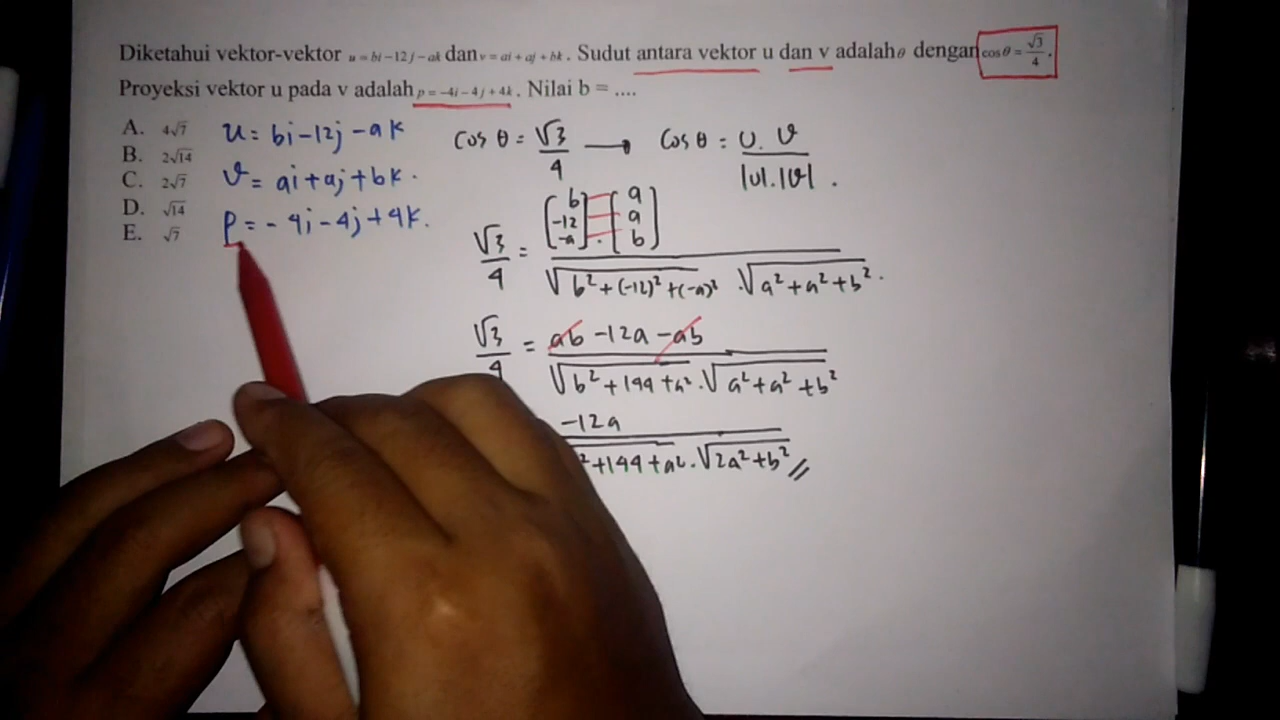 Diketahui vektor-vektor u = bi – 12 j – ak dan v = ai + aj + bk . Sudut antara vektor u dan v adalah θ dengan cos θ = √3/4 .
Proyeksi vektor u pada v adalah p = –4i – 4j + 4k . Nilai b = ....
A. 4√7
B. 2√14
C. 2√7
D. √14
E. √7
u = bi – 12j – ak
v = ai + aj + bk.
p = – 4i – 4j + 4k.
cos θ = √3/4 → cos θ = u. v / |u|.|v| .
√3/4 = [b -12 -a] . [a a b] / √b² + (-12)² + (-a)² . √a² + a² + b² .
√3/4 = ab – 12a – ab / √b² + 144 + a² . √a² + a² + b²
-12a / ² + 144 + a² . √2a² + b² //